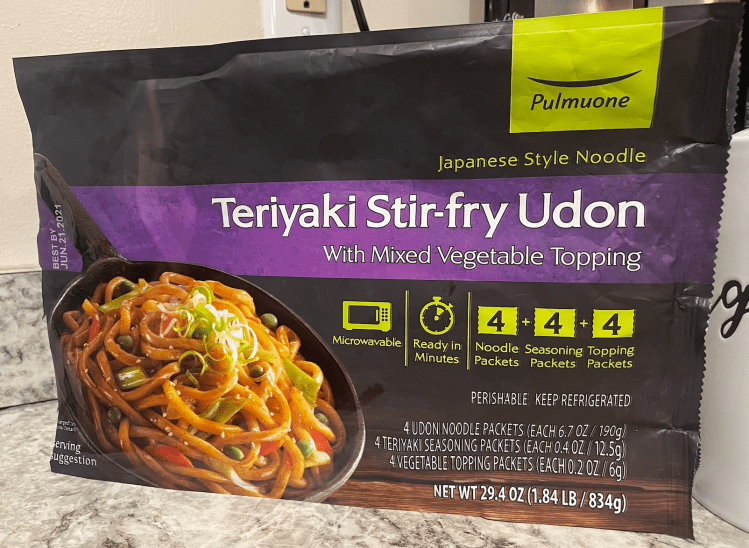 Pulmuone
Japanese Style Noodle
Teriyaki Stir-fry Udon
With Mixed Vegetable Topping
BEST BY
JUN.21.2021
Microwavable
Ready in
Minutes
4 + 4 + 4
Noodle Seasoning Topping
Packets Packets Packets
PERISHABLE KEEP REFRIGERATED
4 UDON NOODLE PACKETS (EACH 6.7 OZ / 190g)
4 TERIYAKI SEASONING PACKETS (EACH 0.4 OZ / 12.5g)
4 VEGETABLE TOPPING PACKETS (EACH 0.2 OZ / 6g)
NET WT 29.4 OZ (1.84 LB / 834g)
erving
uggestion